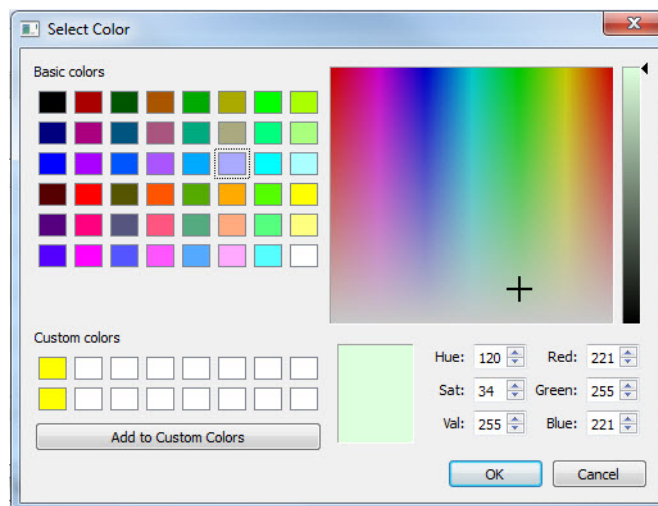 Select Color
Basic colors
Custom colors
Add to Custom Colors
Hue: 120 Red: 221
Sat: 34 Green: 255
Val: 255 Blue: 221
OK Cancel